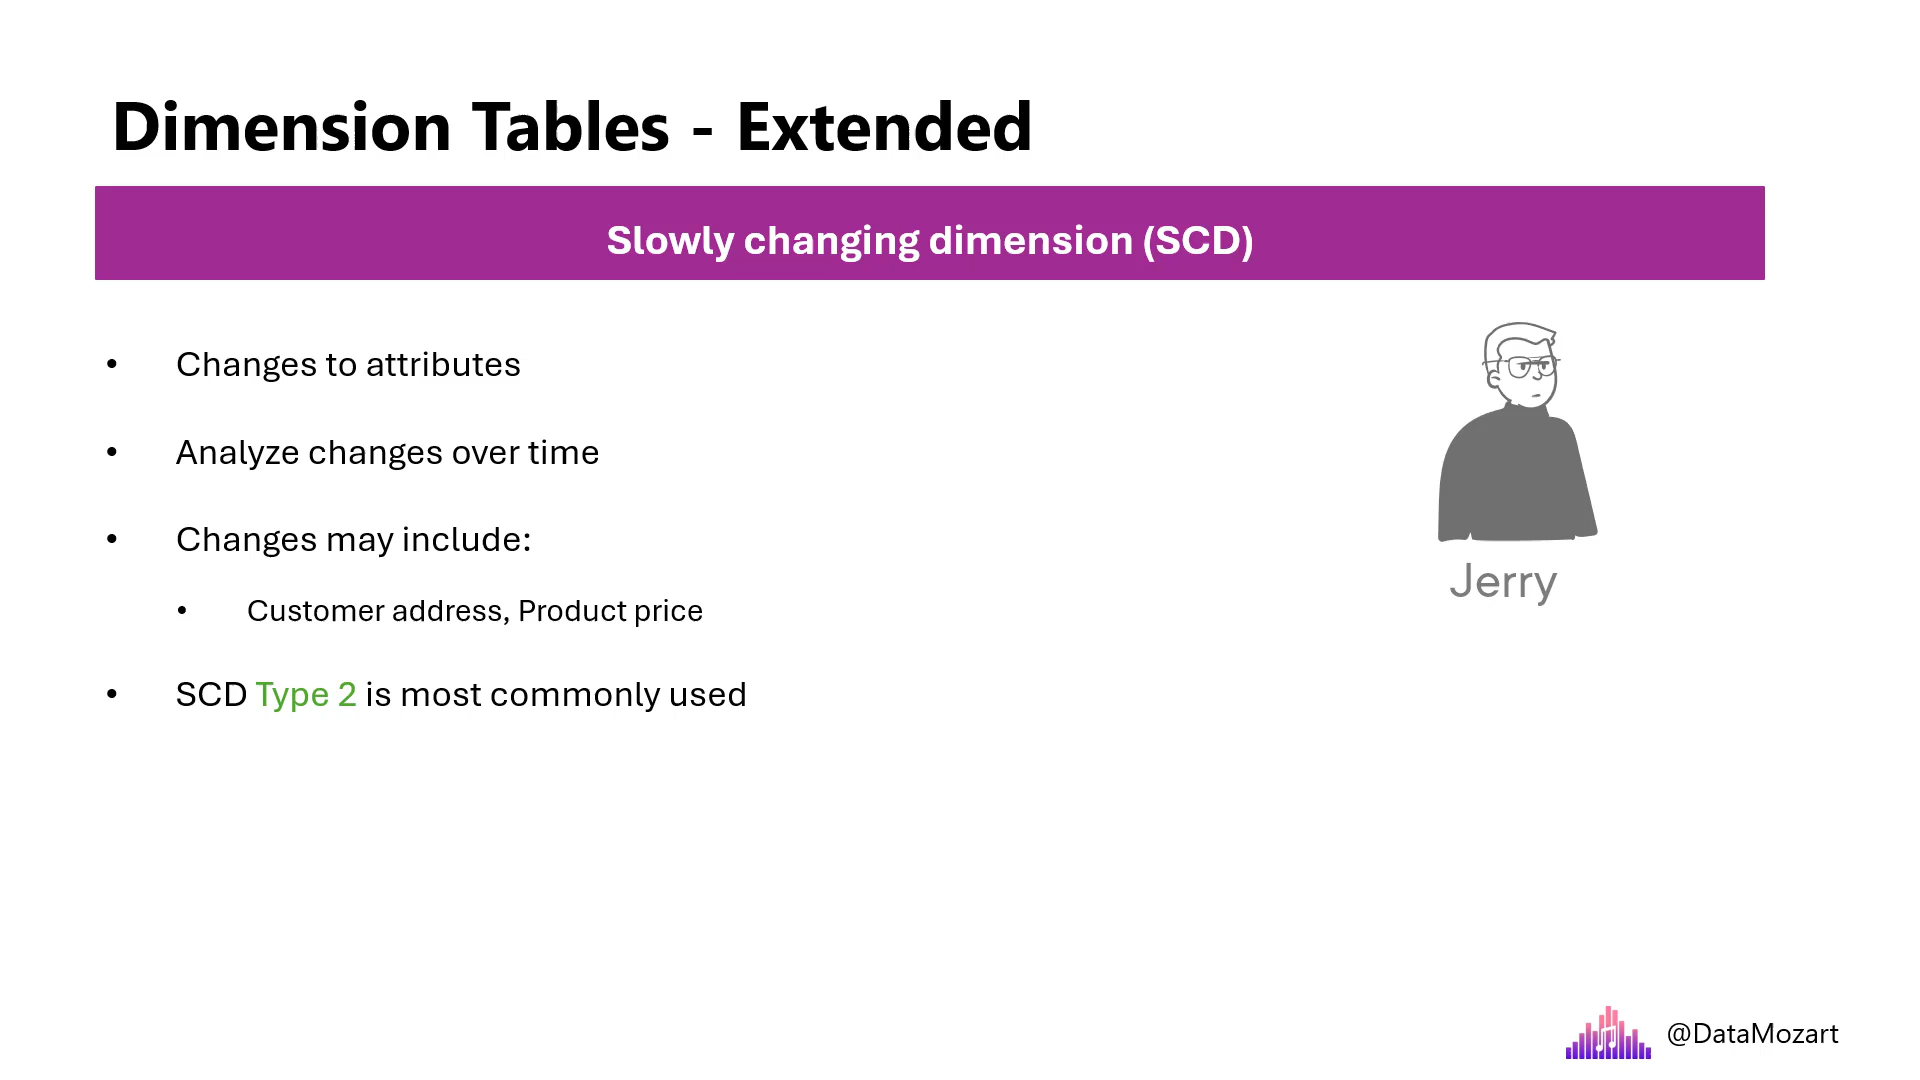 Dimension Tables - Extended
Slowly changing dimension (SCD)
• Changes to attributes
• Analyze changes over time
• Changes may include:
• Customer address, Product price
• SCD Type 2 is most commonly used
Jerry
@DataMozart